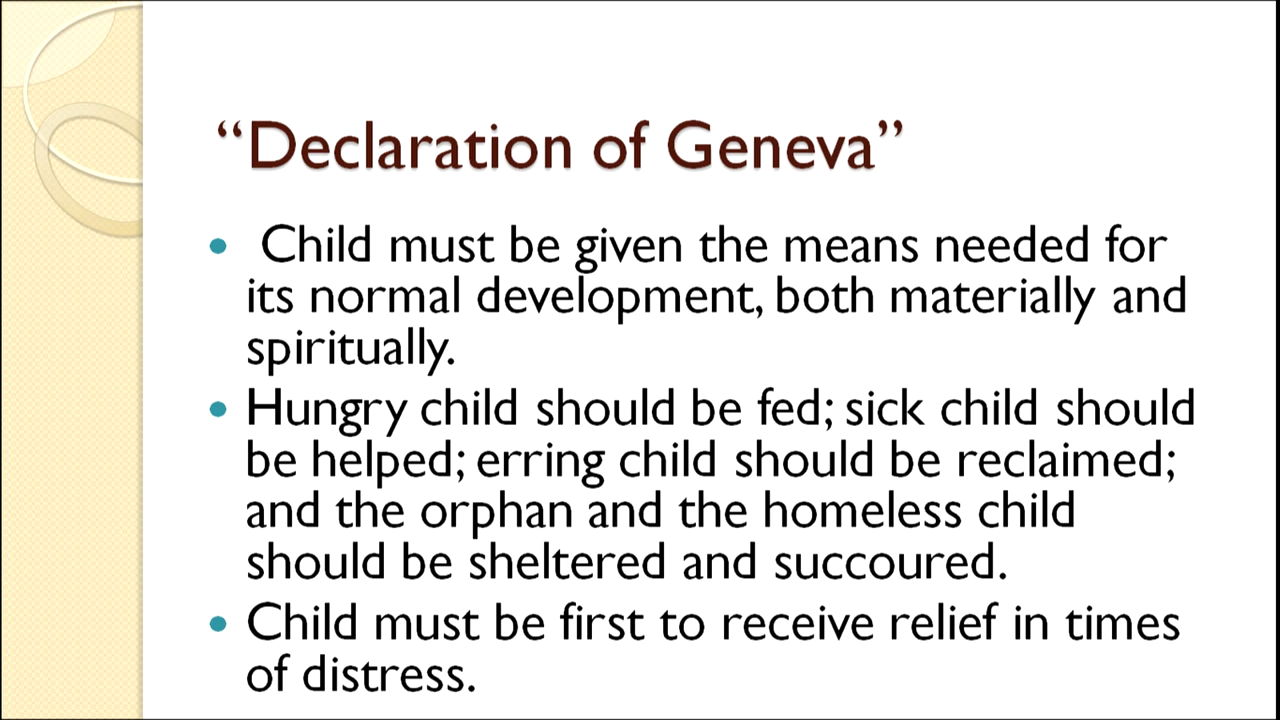 “Declaration of Geneva”
• Child must be given the means needed for
its normal development, both materially and
spiritually.
• Hungry child should be fed; sick child should
be helped; erring child should be reclaimed;
and the orphan and the homeless child
should be sheltered and succoured.
• Child must be first to receive relief in times
of distress.